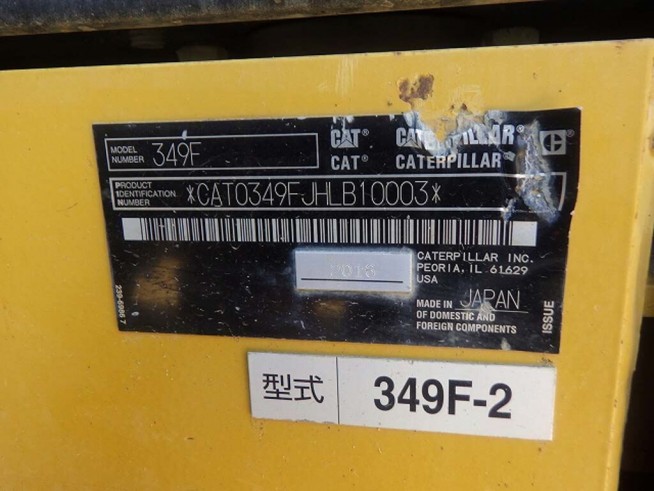 MODEL NUMBER 349F
CAT® CATERPILLAR
CAT® CATERPILLAR
PRODUCT IDENTIFICATION NUMBER *CAT0349FJHLB10003*
CATERPILLAR INC.
PEORIA, IL 61629
USA
MADE IN JAPAN
OF DOMESTIC AND
FOREIGN COMPONENTS
ISSUE
型式 349F-2